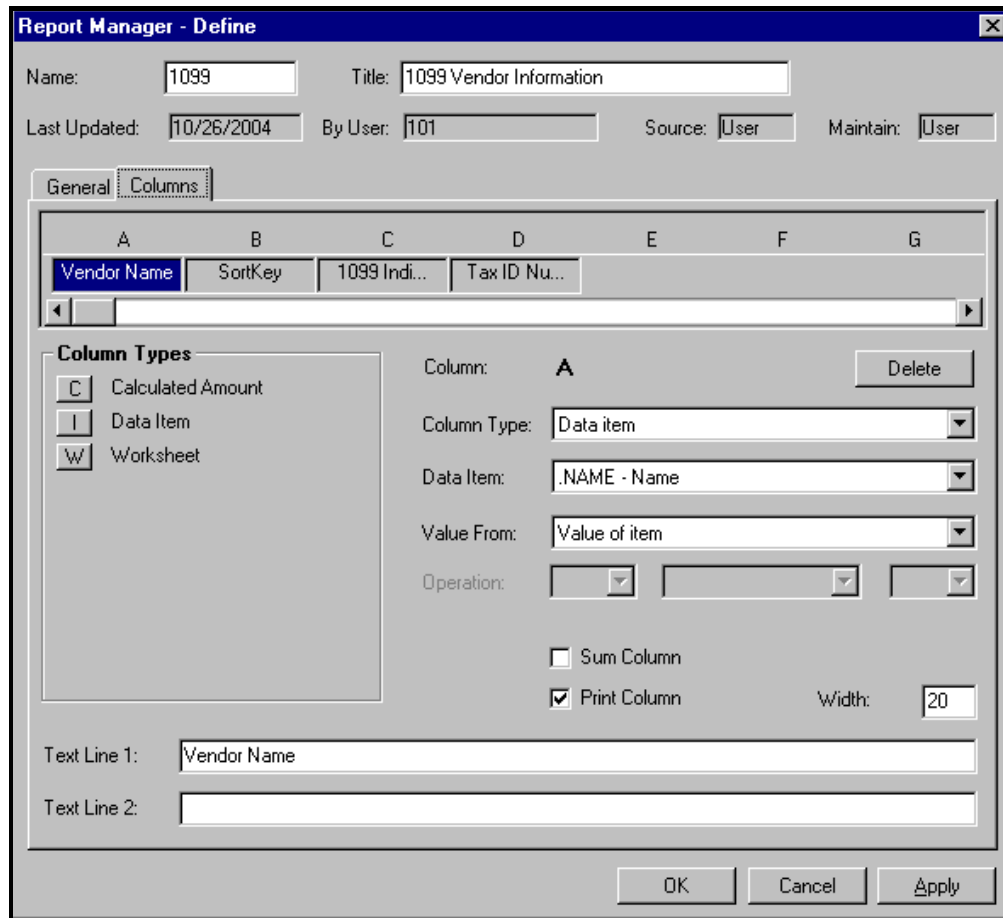 Report Manager - Define
Name: 1099 Title: 1099 Vendor Information
Last Updated: 10/26/2004 By User: 101 Source: User Maintain: User
General Columns
A B C D E F G
Vendor Name SortKey 1099 Indi... Tax ID Nu...
Column Types
C Calculated Amount
I Data Item
W Worksheet
Column: A Delete
Column Type: Data item
Data Item: .NAME - Name
Value From: Value of item
Operation:
Sum Column
Print Column Width: 20
Text Line 1: Vendor Name
Text Line 2:
OK Cancel Apply